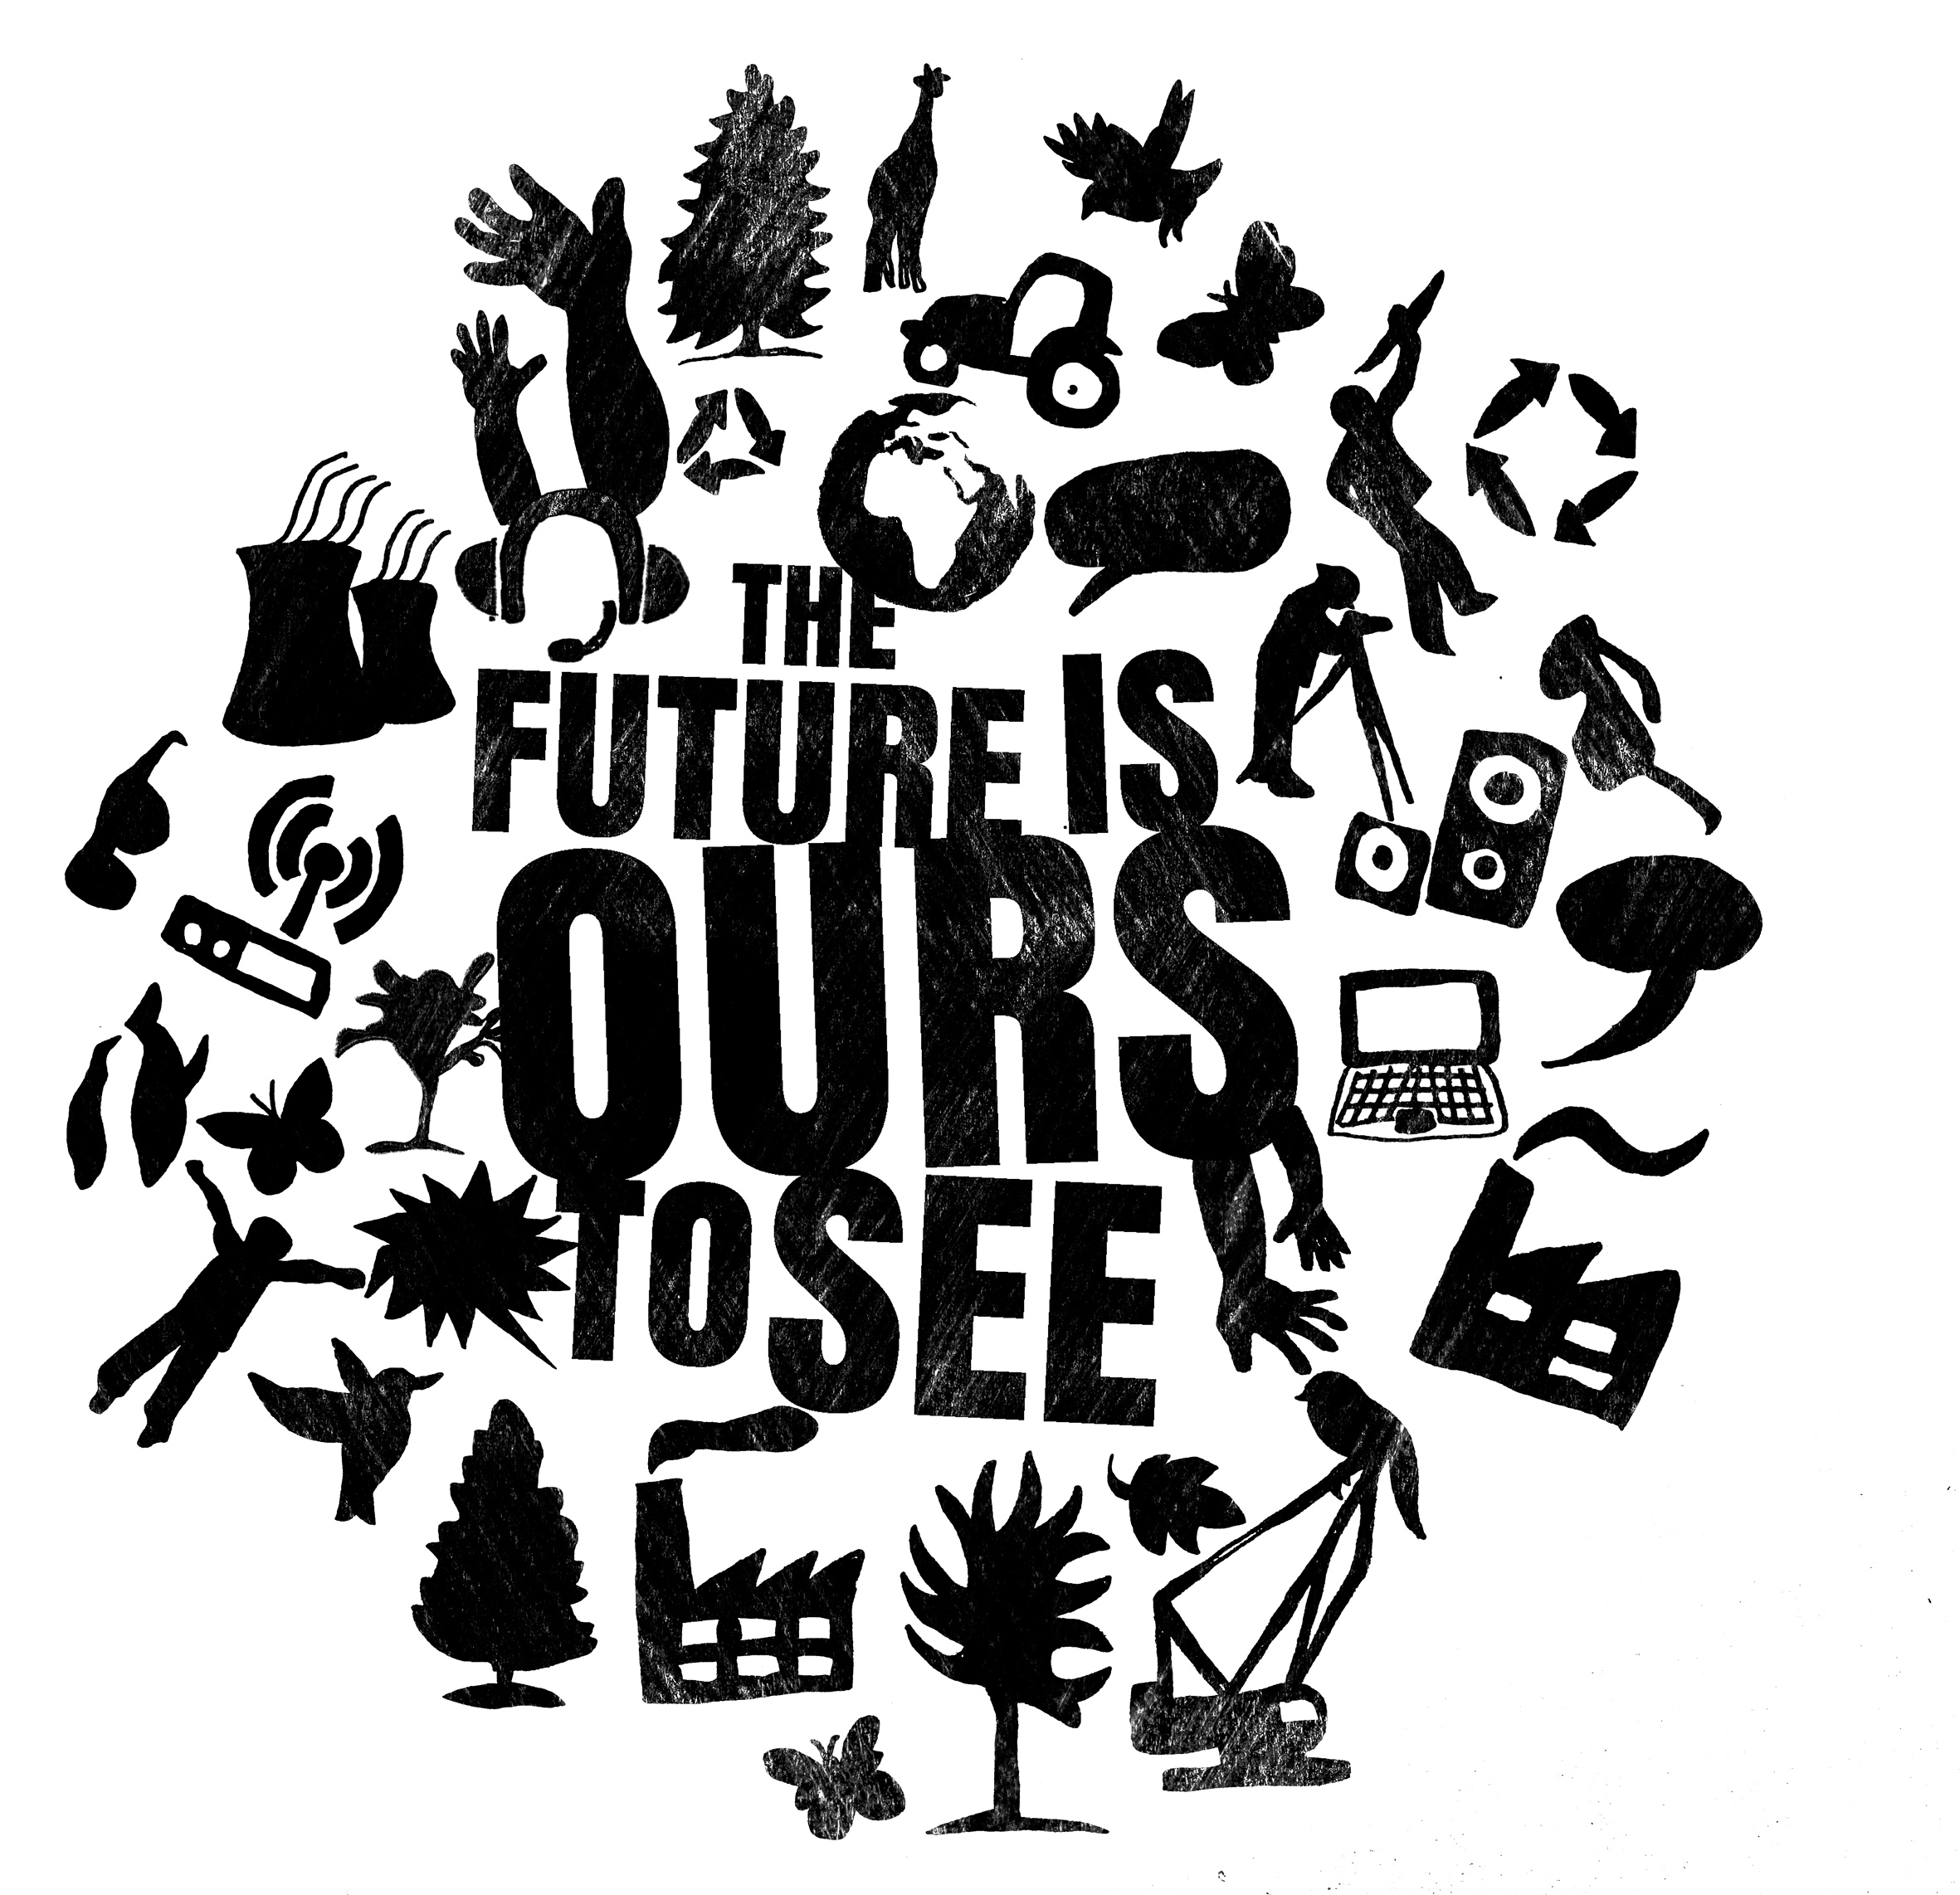 THE
FUTURE IS
OURS
TO SEE